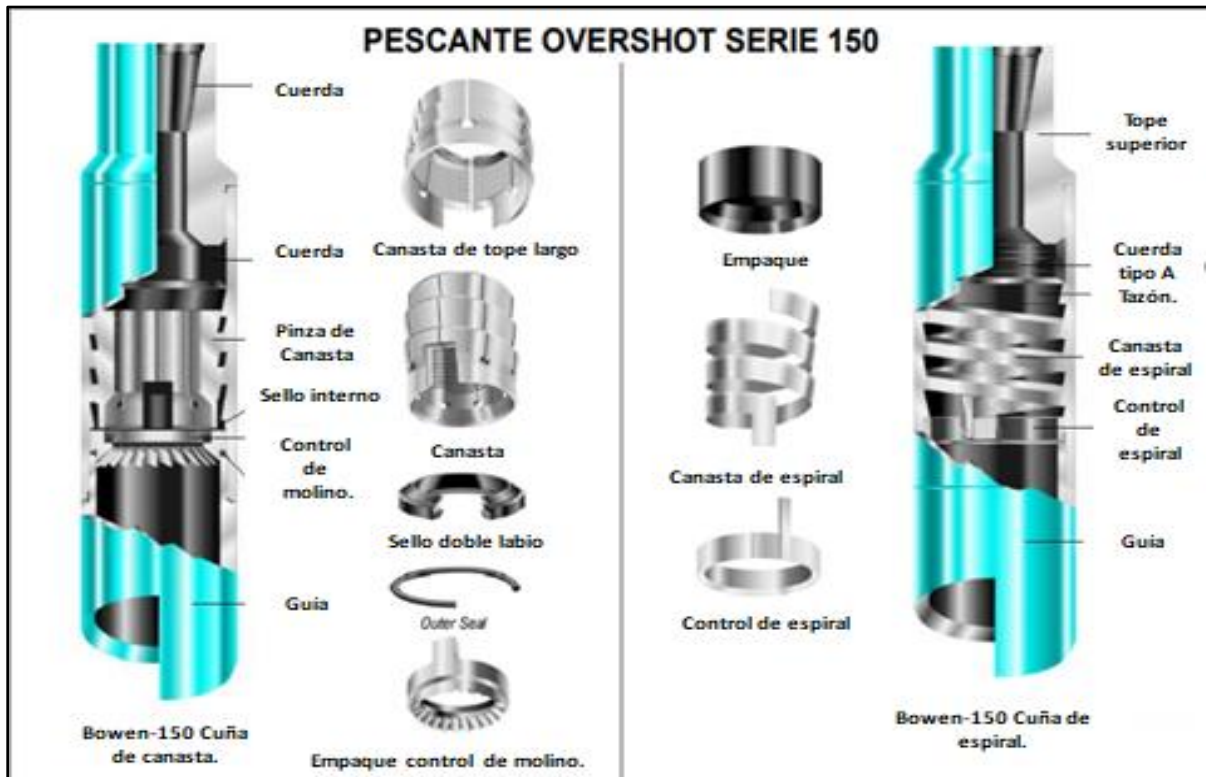 PESCANTE OVERSHOT SERIE 150
Cuerda
Cuerda
Pinza de
Canasta
Sello interno
Control
de
molino.
Guia
Bowen-150 Cuña
de canasta.
Canasta de tope largo
Canasta
Sello doble labio
Outer Seal
Empaque control de molino.
Empaque
Canasta de espiral
Control de espiral
Tope
superior
Cuerda
tipo A
Tazón.
Canasta
de espiral
Control
de
espiral
Guia
Bowen-150 Cuña de
espiral.